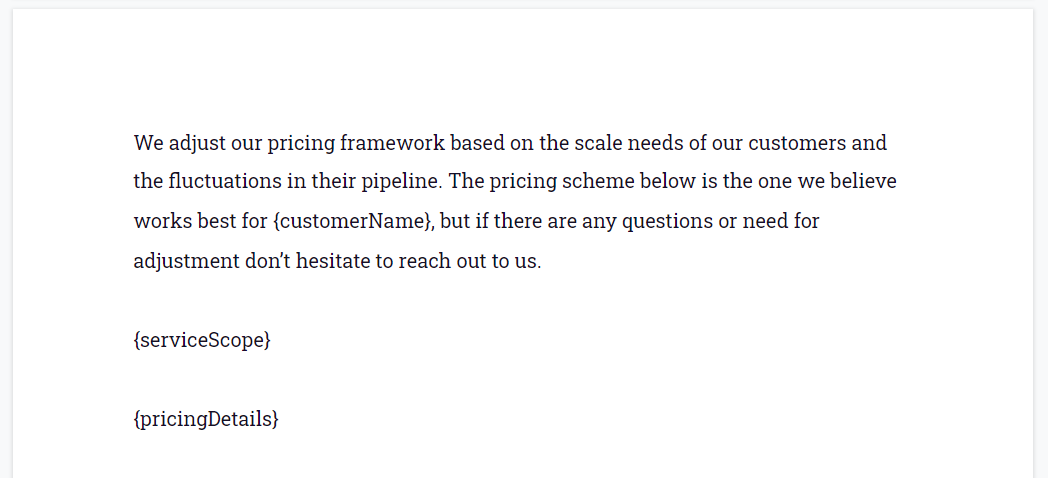 We adjust our pricing framework based on the scale needs of our customers and
the fluctuations in their pipeline. The pricing scheme below is the one we believe
works best for {customerName}, but if there are any questions or need for
adjustment don’t hesitate to reach out to us.
{serviceScope}
{pricingDetails}